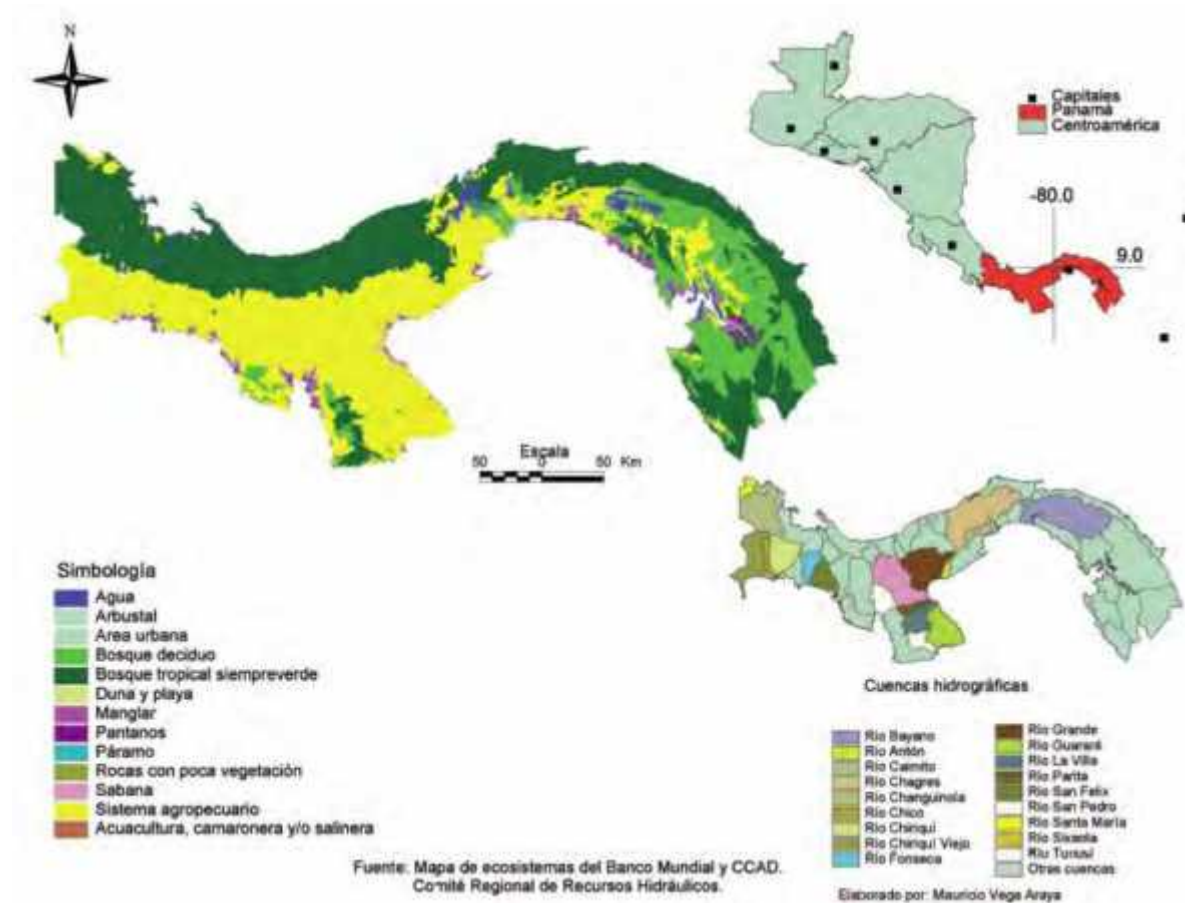 N
Capitales
Panamá
Centroamérica
-80.0
9.0
Escala
50 0 50 Km
Simbología
Agua
Arbustal
Area urbana
Bosque deciduo
Bosque tropical siempreverde
Duna y playa
Manglar
Pantanos
Páramo
Rocas con poca vegetación
Sabana
Sistema agropecuario
Acuacultura, camaronera y/o salinera
Cuencas hidrográficas
Río Bayano
Río Antón
Río Caimito
Río Chagres
Río Changuinola
Río Chico
Río Chiriquí
Río Chiriquí Viejo
Río Fonseca
Río Grande
Río Guararé
Río La Villa
Río Parita
Río San Felix
Río San Pedro
Río Santa María
Río Sixaola
Río Tonosí
Otras cuencas
Fuente: Mapa de ecosistemas del Banco Mundial y CCAD.
Comité Regional de Recursos Hidráulicos.
Elaborado por: Mauricio Vega Araya